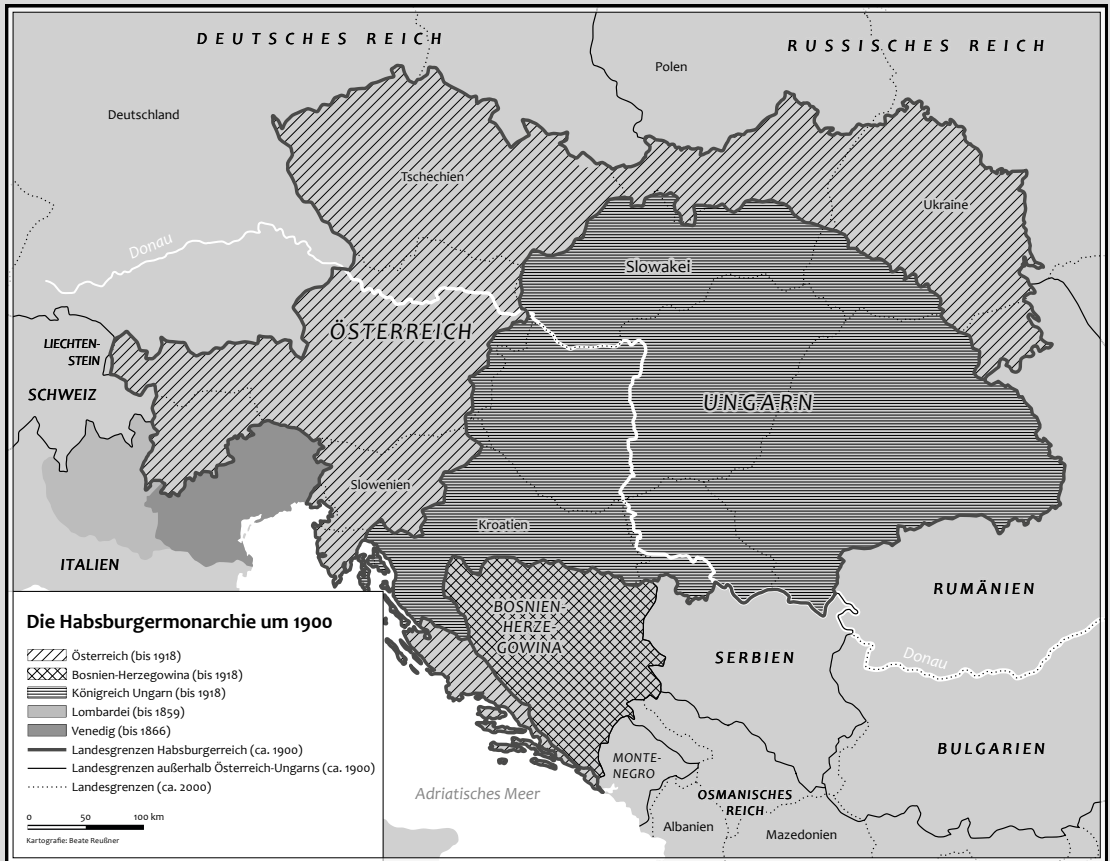 DEUTSCHES REICH
RUSSISCHES REICH
Polen
Deutschland
Tschechien
Ukraine
Donau
Slowakei
ÖSTERREICH
LIECHTEN-
STEIN
SCHWEIZ
UNGARN
Slowenien
Kroatien
ITALIEN
RUMÄNIEN
BOSNIEN-
HERZE-
GOWINA
SERBIEN
Donau
BULGARIEN
MONTE-
NEGRO
OSMANISCHES
REICH
Adriatisches Meer
Albanien
Mazedonien
Die Habsburgermonarchie um 1900
Österreich (bis 1918)
Bosnien-Herzegowina (bis 1918)
Königreich Ungarn (bis 1918)
Lombardei (bis 1859)
Venedig (bis 1866)
Landesgrenzen Habsburgerreich (ca. 1900)
Landesgrenzen außerhalb Österreich-Ungarns (ca. 1900)
Landesgrenzen (ca. 2000)
0 50 100 km
Kartografie: Beate Reußner